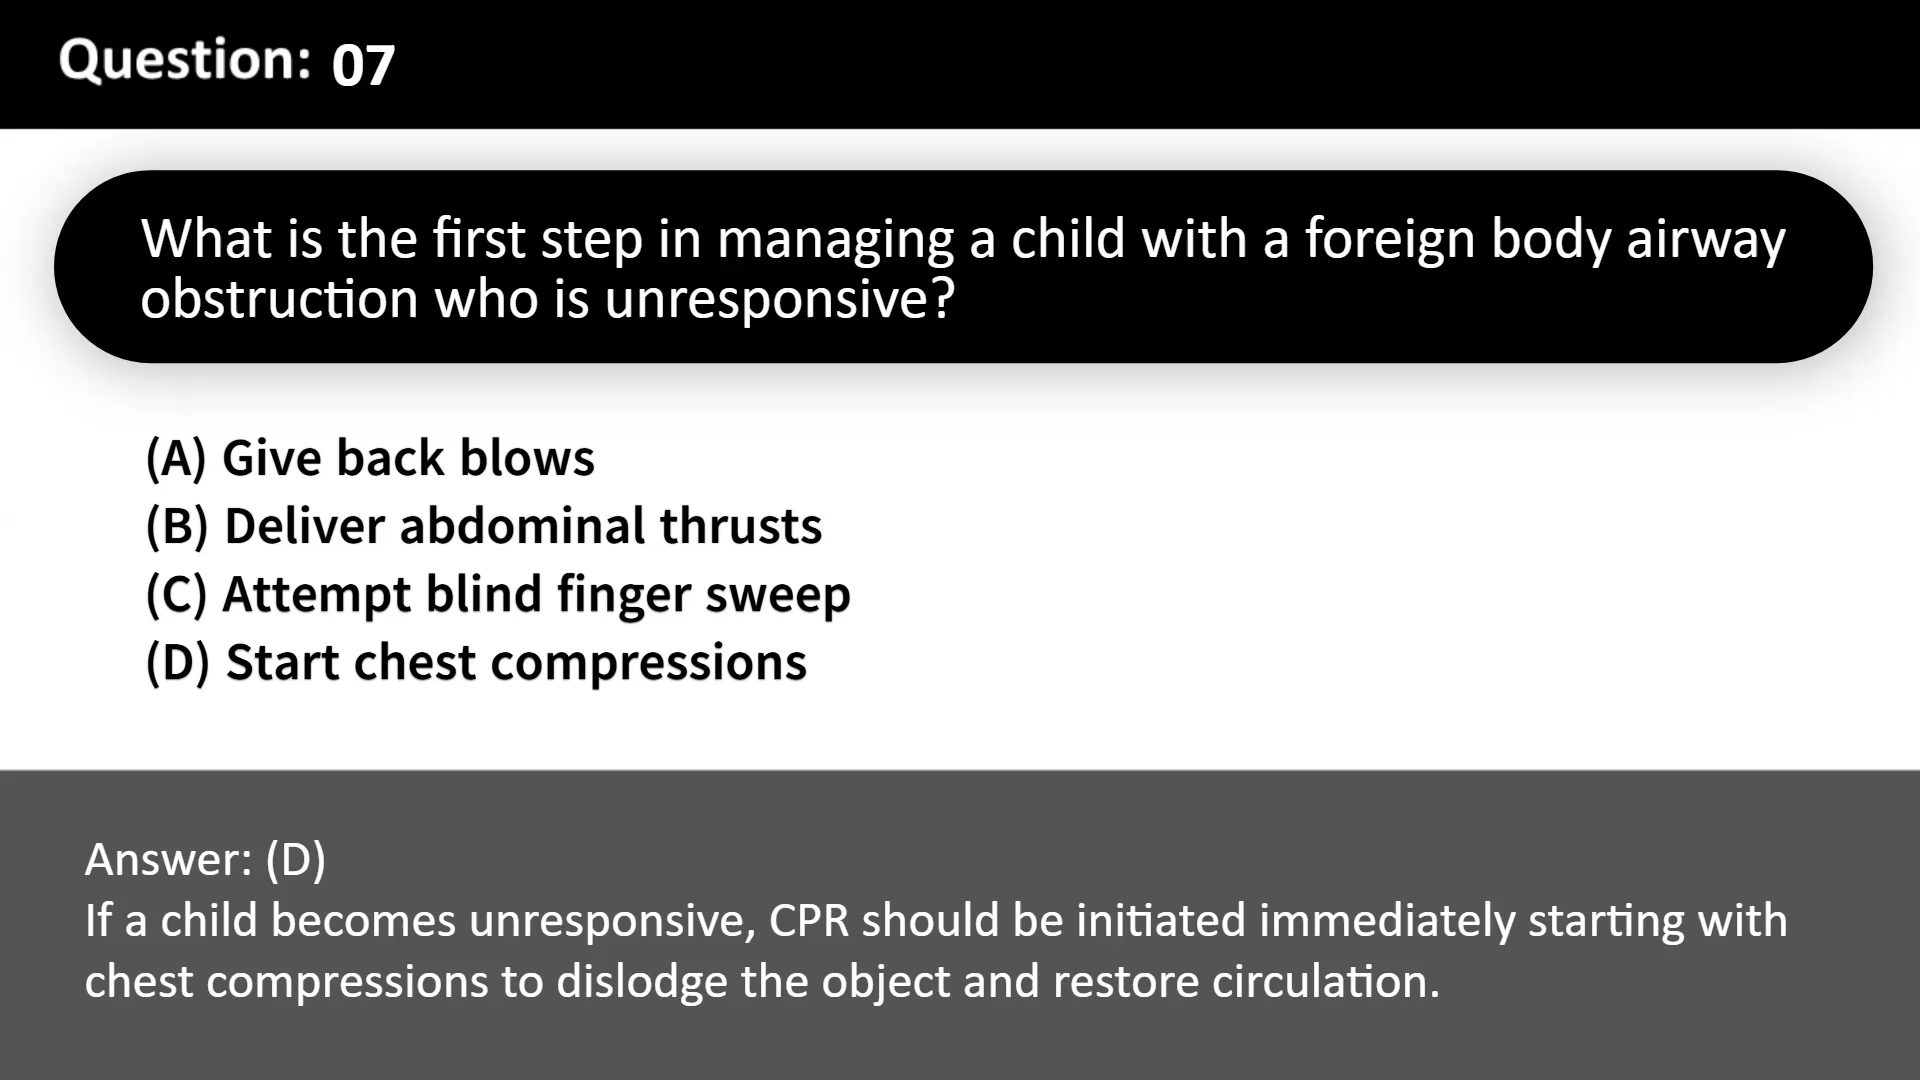 Question: 07
What is the first step in managing a child with a foreign body airway
obstruction who is unresponsive?
(A) Give back blows
(B) Deliver abdominal thrusts
(C) Attempt blind finger sweep
(D) Start chest compressions
Answer: (D)
If a child becomes unresponsive, CPR should be initiated immediately starting with
chest compressions to dislodge the object and restore circulation.